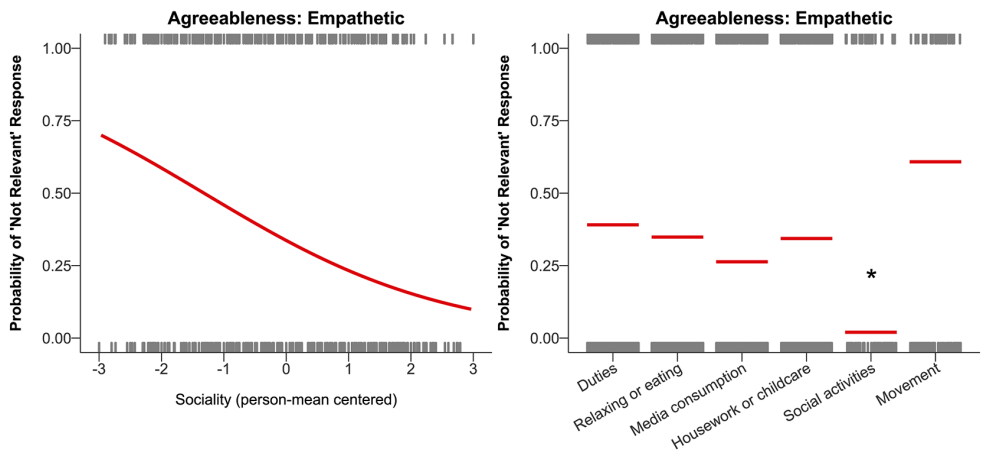 Agreeableness: Empathetic
Probability of 'Not Relevant' Response
1.00
0.75
0.50
0.25
0.00
-3
-2
-1
0
1
2
3
Sociality (person-mean centered)
Agreeableness: Empathetic
Probability of 'Not Relevant' Response
1.00
0.75
0.50
0.25
0.00
*
Duties
Relaxing or eating
Media consumption
Housework or childcare
Social activities
Movement